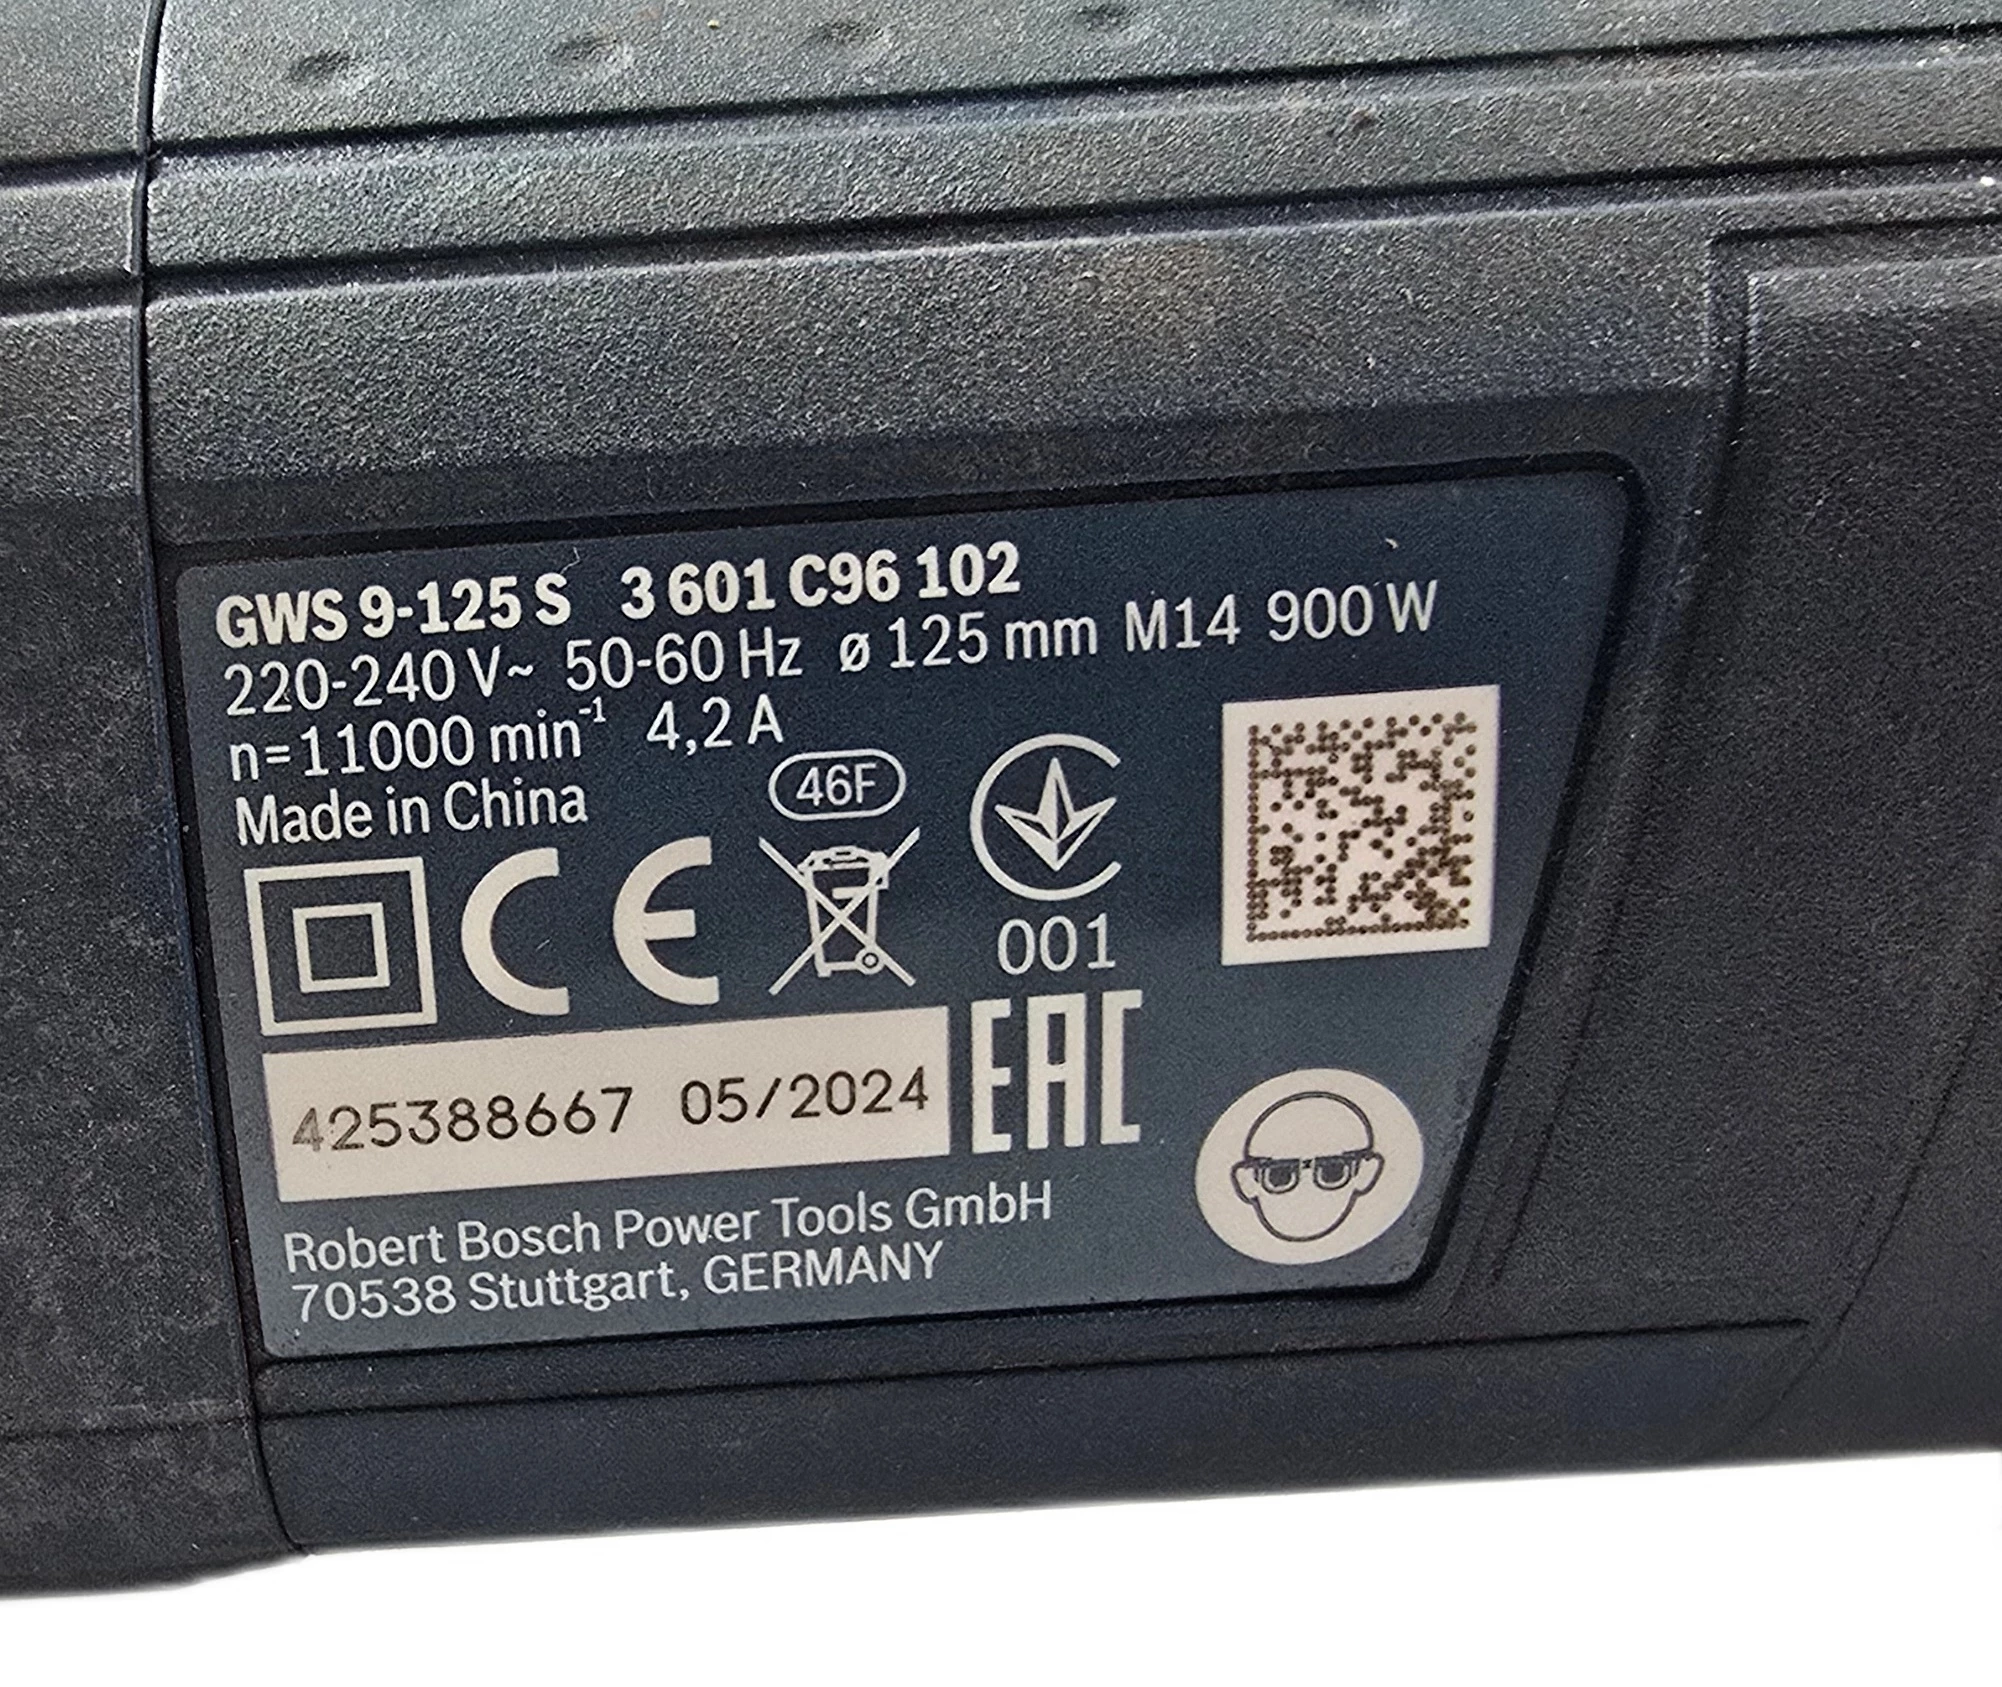 GWS 9-125 S 3 601 C96 102
220-240 V~ 50-60 Hz ø 125 mm M14 900 W
n=11000 min⁻¹ 4,2 A
Made in China
46F
CE
001
EAC
425388667 05/2024
Robert Bosch Power Tools GmbH
70538 Stuttgart, GERMANY